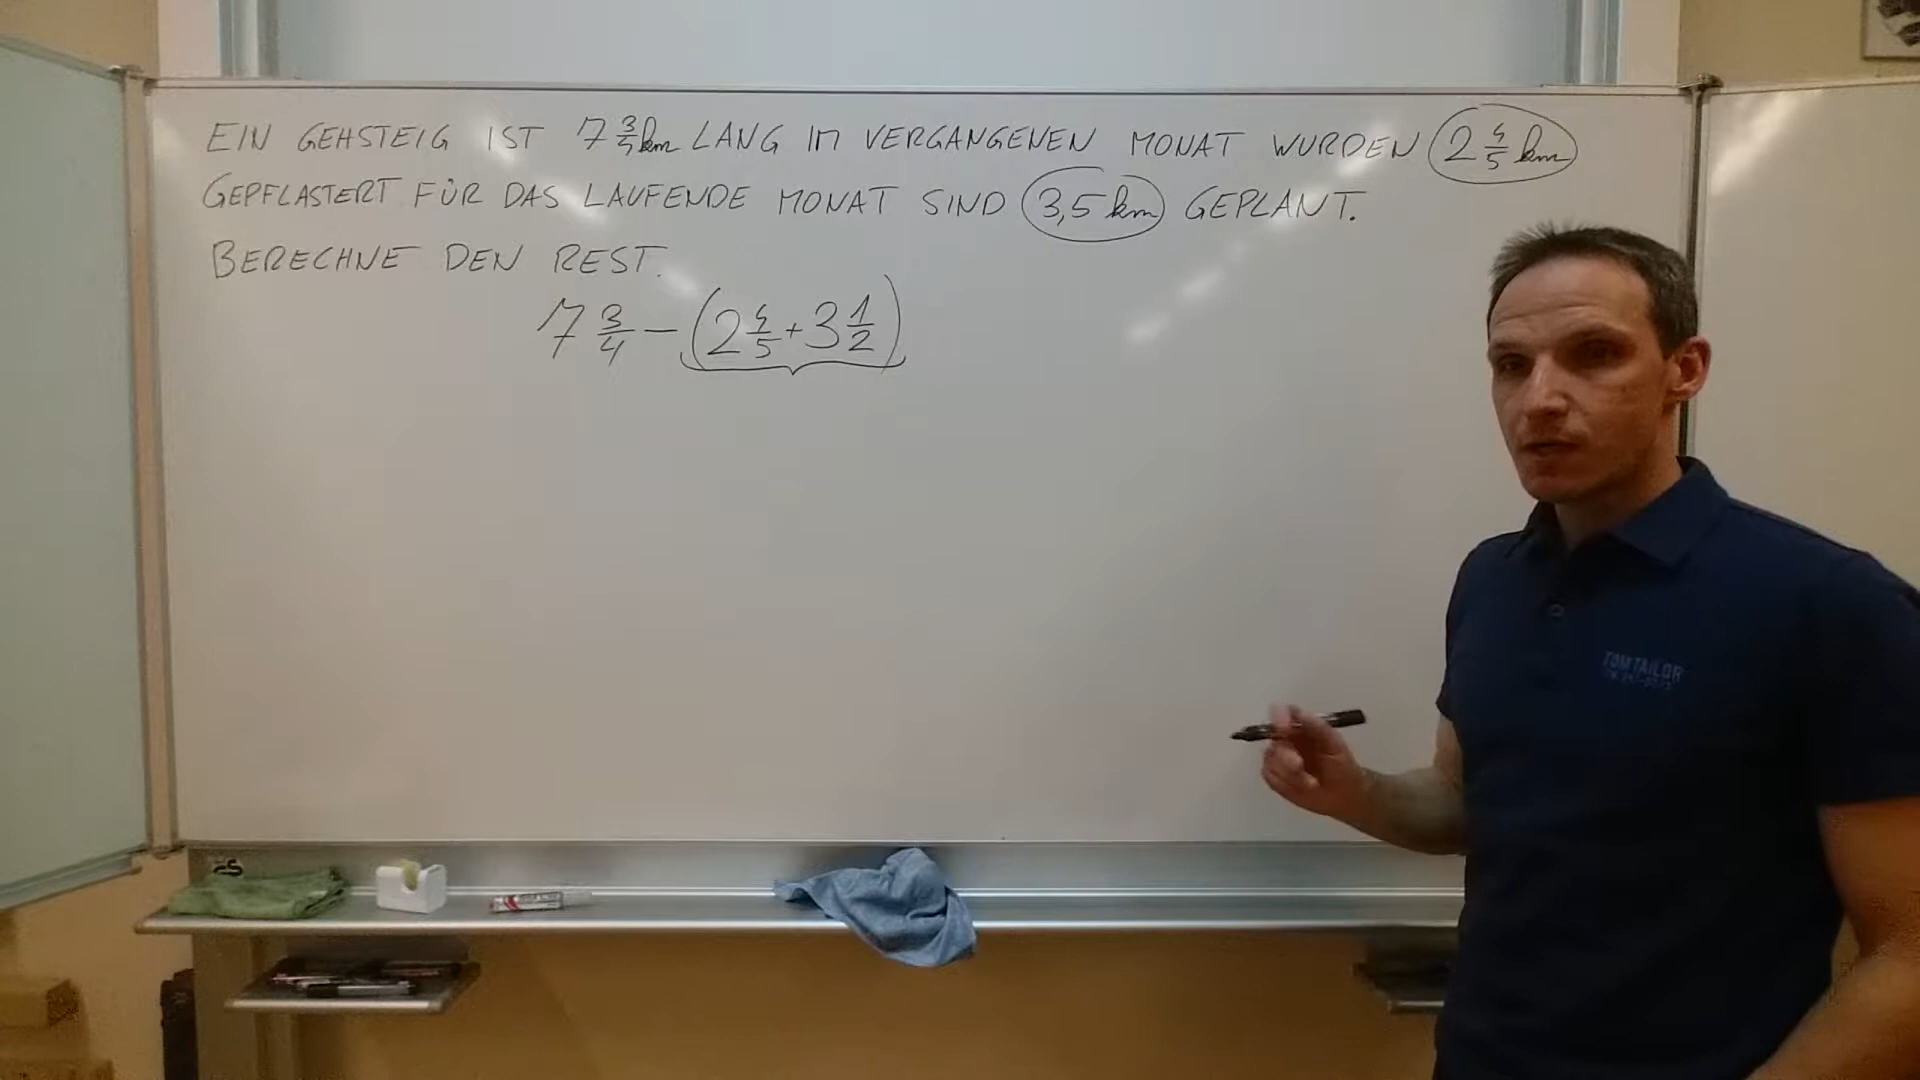 EIN GEHSTEIG IST 7 3/4 km LANG IM VERGANGENEN MONAT WURDEN 2 4/5 km
GEPFLASTERT FÜR DAS LAUFENDE MONAT SIND 3,5 km GEPLANT.
BERECHNE DEN REST.
7 3/4 - (2 4/5 + 3 1/2)
TOM TAILOR